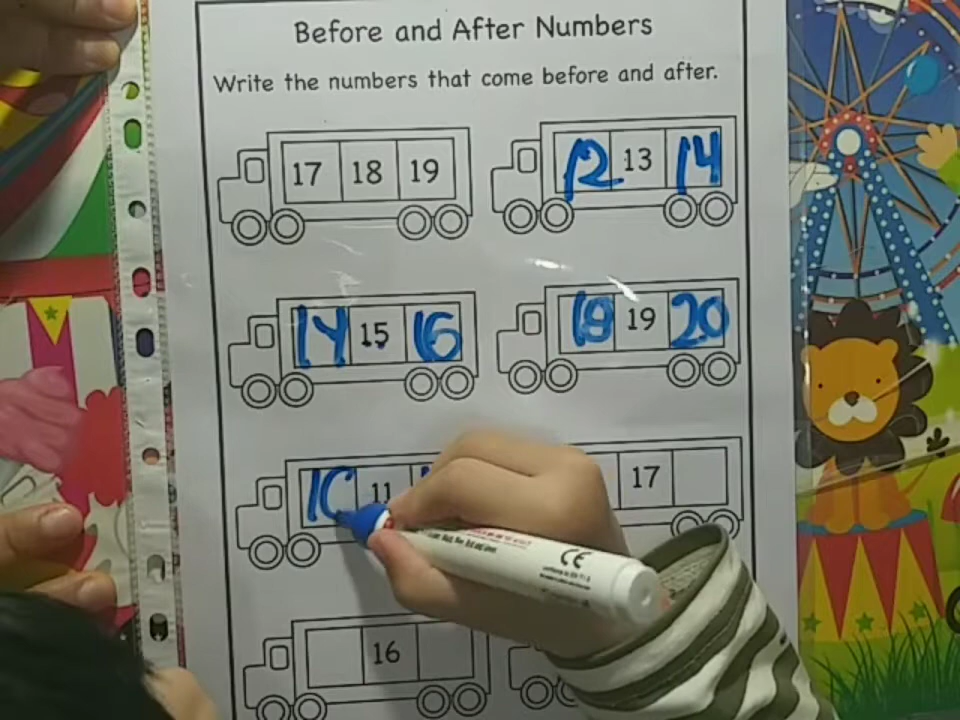 Before and After Numbers
Write the numbers that come before and after.
17 18 19
12 13 14
14 15 16
18 19 20
10 11
17
16
CE